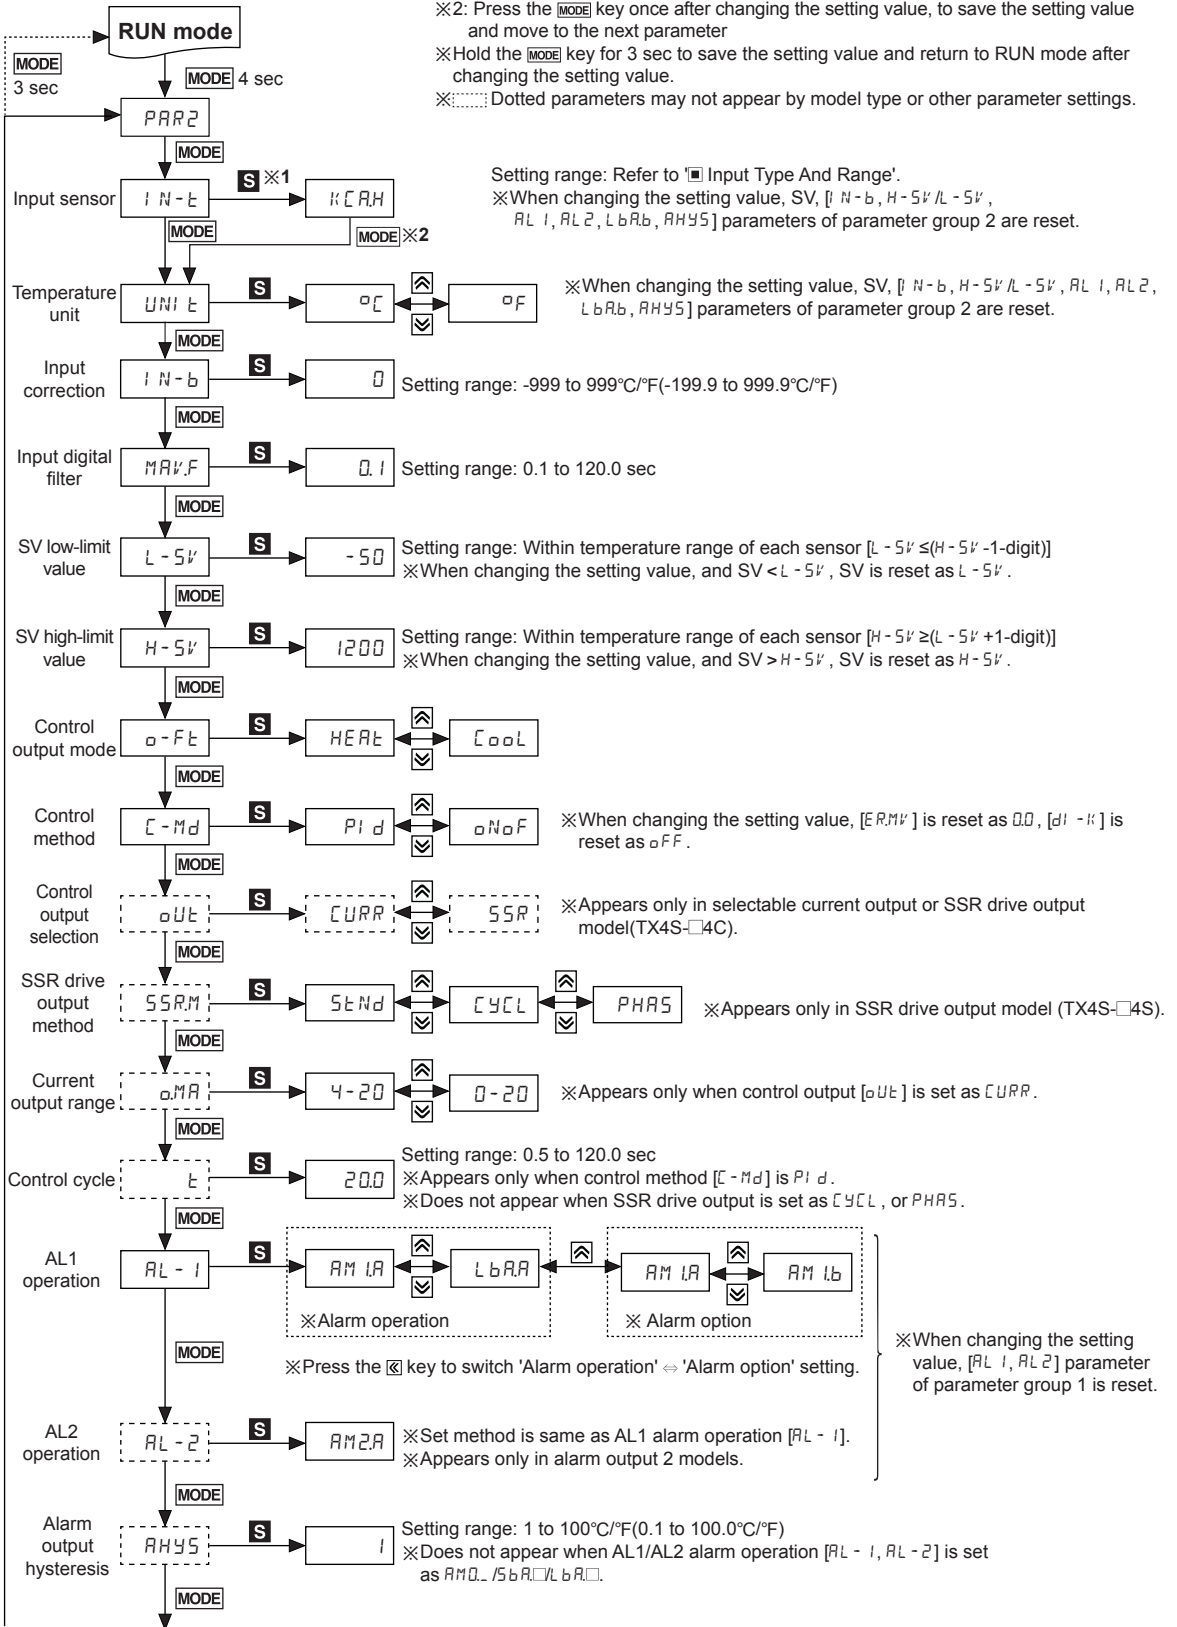 ※2: Press the MODE key once after changing the setting value, to save the setting value
and move to the next parameter
RUN mode
※Hold the MODE key for 3 sec to save the setting value and return to RUN mode after
changing the setting value.
MODE
3 sec
MODE 4 sec
※ Dotted parameters may not appear by model type or other parameter settings.
PAR2
MODE
Input sensor
IN-t
S ※1
KCA.H
Setting range: Refer to '▣ Input Type And Range'.
※When changing the setting value, SV, [IN-b, H-SV/L-SV,
AL1, AL2, LbA.b, AHYS] parameters of parameter group 2 are reset.
MODE
MODE ※2
Temperature
unit
UNIt
S
°C
°F
※When changing the setting value, SV, [IN-b, H-SV/L-SV, AL1, AL2,
LbA.b, AHYS] parameters of parameter group 2 are reset.
MODE
Input
correction
IN-b
S
0
Setting range: -999 to 999°C/°F(-199.9 to 999.9°C/°F)
MODE
Input digital
filter
MAV.F
S
0.1
Setting range: 0.1 to 120.0 sec
MODE
SV low-limit
value
L-SV
S
-50
Setting range: Within temperature range of each sensor [L-SV ≤(H-SV -1-digit)]
※When changing the setting value, and SV < L-SV, SV is reset as L-SV.
MODE
SV high-limit
value
H-SV
S
1200
Setting range: Within temperature range of each sensor [H-SV ≥(L-SV +1-digit)]
※When changing the setting value, and SV > H-SV, SV is reset as H-SV.
MODE
Control
output mode
o-Ft
S
HEAt
CooL
MODE
Control
method
C-Md
S
PId
oNoF
※When changing the setting value, [ER.MV] is reset as 0.0, [dI-K] is
reset as oFF.
MODE
Control
output
selection
oUt
S
CURR
SSR
※Appears only in selectable current output or SSR drive output
model(TX4S-□4C).
MODE
SSR drive
output
method
SSR.M
S
StNd
CYCL
PHAS
※Appears only in SSR drive output model (TX4S-□4S).
MODE
Current
output range
o.MA
S
4-20
0-20
※Appears only when control output [oUt] is set as CURR.
MODE
Control cycle
t
S
20.0
Setting range: 0.5 to 120.0 sec
※Appears only when control method [C-Md] is PId.
※Does not appear when SSR drive output is set as CYCL, or PHAS.
MODE
AL1
operation
AL-1
S
AM1.A
LbA.A
AM1.A
AM1.b
※Alarm operation
※ Alarm option
※Press the key to switch 'Alarm operation' ⇔ 'Alarm option' setting.
MODE
※When changing the setting
value, [AL1, AL2] parameter
of parameter group 1 is reset.
AL2
operation
AL-2
S
AM2.A
※Set method is same as AL1 alarm operation [AL-1].
※Appears only in alarm output 2 models.
MODE
Alarm
output
hysteresis
AHYS
S
1
Setting range: 1 to 100°C/°F(0.1 to 100.0°C/°F)
※Does not appear when AL1/AL2 alarm operation [AL-1, AL-2] is set
as AM0._/SbA.□/LbA.□.
MODE